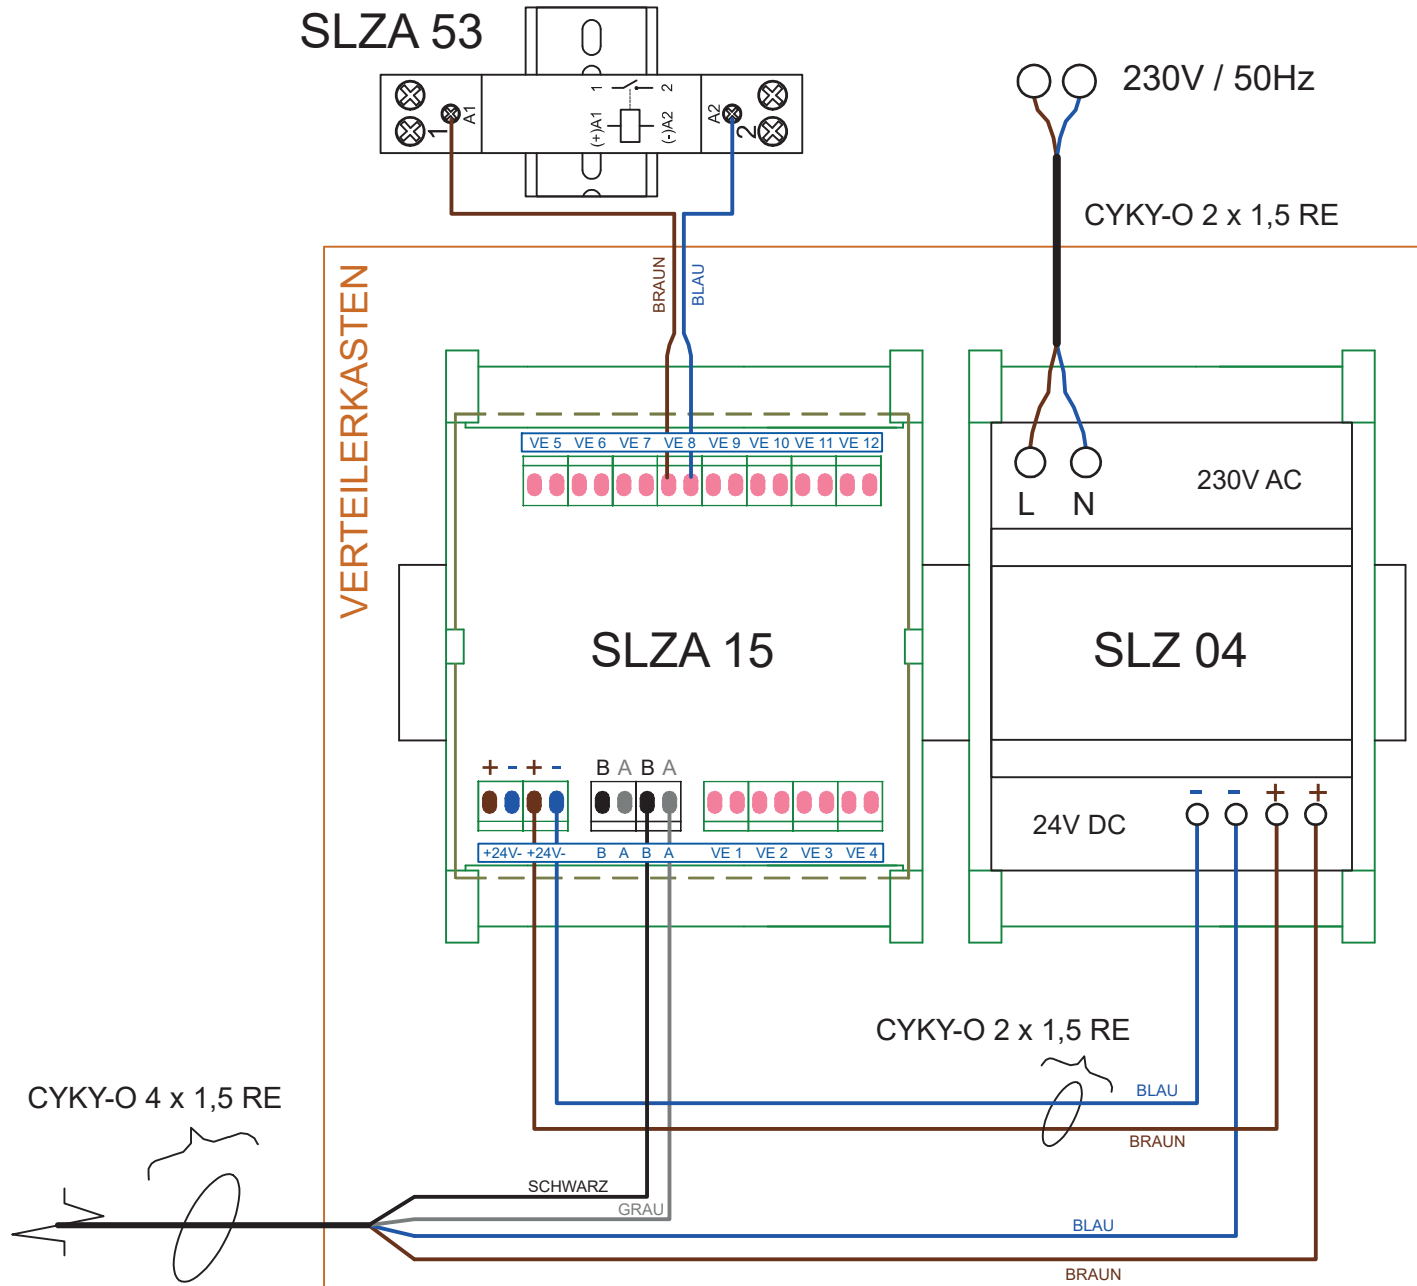 SLZA 53
230V / 50Hz
1 2
A1 A2
1 2
(+)A1 (-)A2
CYKY-O 2 x 1,5 RE
VERTEILERKASTEN
BRAUN
BLAU
VE 5 VE 6 VE 7 VE 8 VE 9 VE 10 VE 11 VE 12
L N
230V AC
SLZA 15
SLZ 04
+ - + -
B A B A
- - + +
24V DC
+24V- +24V- B A B A VE 1 VE 2 VE 3 VE 4
CYKY-O 2 x 1,5 RE
CYKY-O 4 x 1,5 RE
BLAU
BRAUN
SCHWARZ
GRAU
BLAU
BRAUN